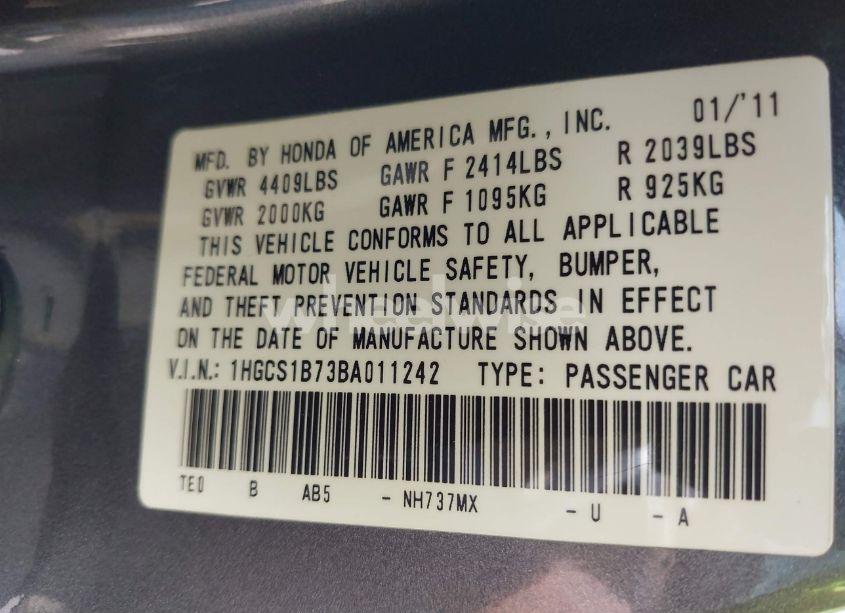 MFD. BY HONDA OF AMERICA MFG., INC. 01/'11
GVWR 4409LBS GAWR F 2414LBS R 2039LBS
GVWR 2000KG GAWR F 1095KG R 925KG
THIS VEHICLE CONFORMS TO ALL APPLICABLE
FEDERAL MOTOR VEHICLE SAFETY, BUMPER,
AND THEFT PREVENTION STANDARDS IN EFFECT
ON THE DATE OF MANUFACTURE SHOWN ABOVE.
V.I.N.: 1HGCS1B73BA011242 TYPE: PASSENGER CAR
TE0 B AB5 - NH737MX - U - A
wheelwise